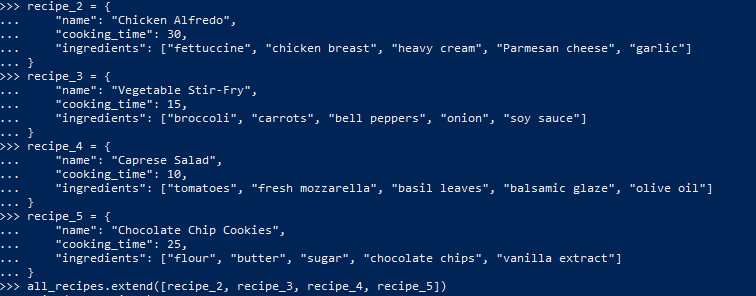 >>> recipe_2 = {
...     "name": "Chicken Alfredo",
...     "cooking_time": 30,
...     "ingredients": ["fettuccine", "chicken breast", "heavy cream", "Parmesan cheese", "garlic"]
... }
>>> recipe_3 = {
...     "name": "Vegetable Stir-Fry",
...     "cooking_time": 15,
...     "ingredients": ["broccoli", "carrots", "bell peppers", "onion", "soy sauce"]
... }
>>> recipe_4 = {
...     "name": "Caprese Salad",
...     "cooking_time": 10,
...     "ingredients": ["tomatoes", "fresh mozzarella", "basil leaves", "balsamic glaze", "olive oil"]
... }
>>> recipe_5 = {
...     "name": "Chocolate Chip Cookies",
...     "cooking_time": 25,
...     "ingredients": ["flour", "butter", "sugar", "chocolate chips", "vanilla extract"]
... }
>>> all_recipes.extend([recipe_2, recipe_3, recipe_4, recipe_5])